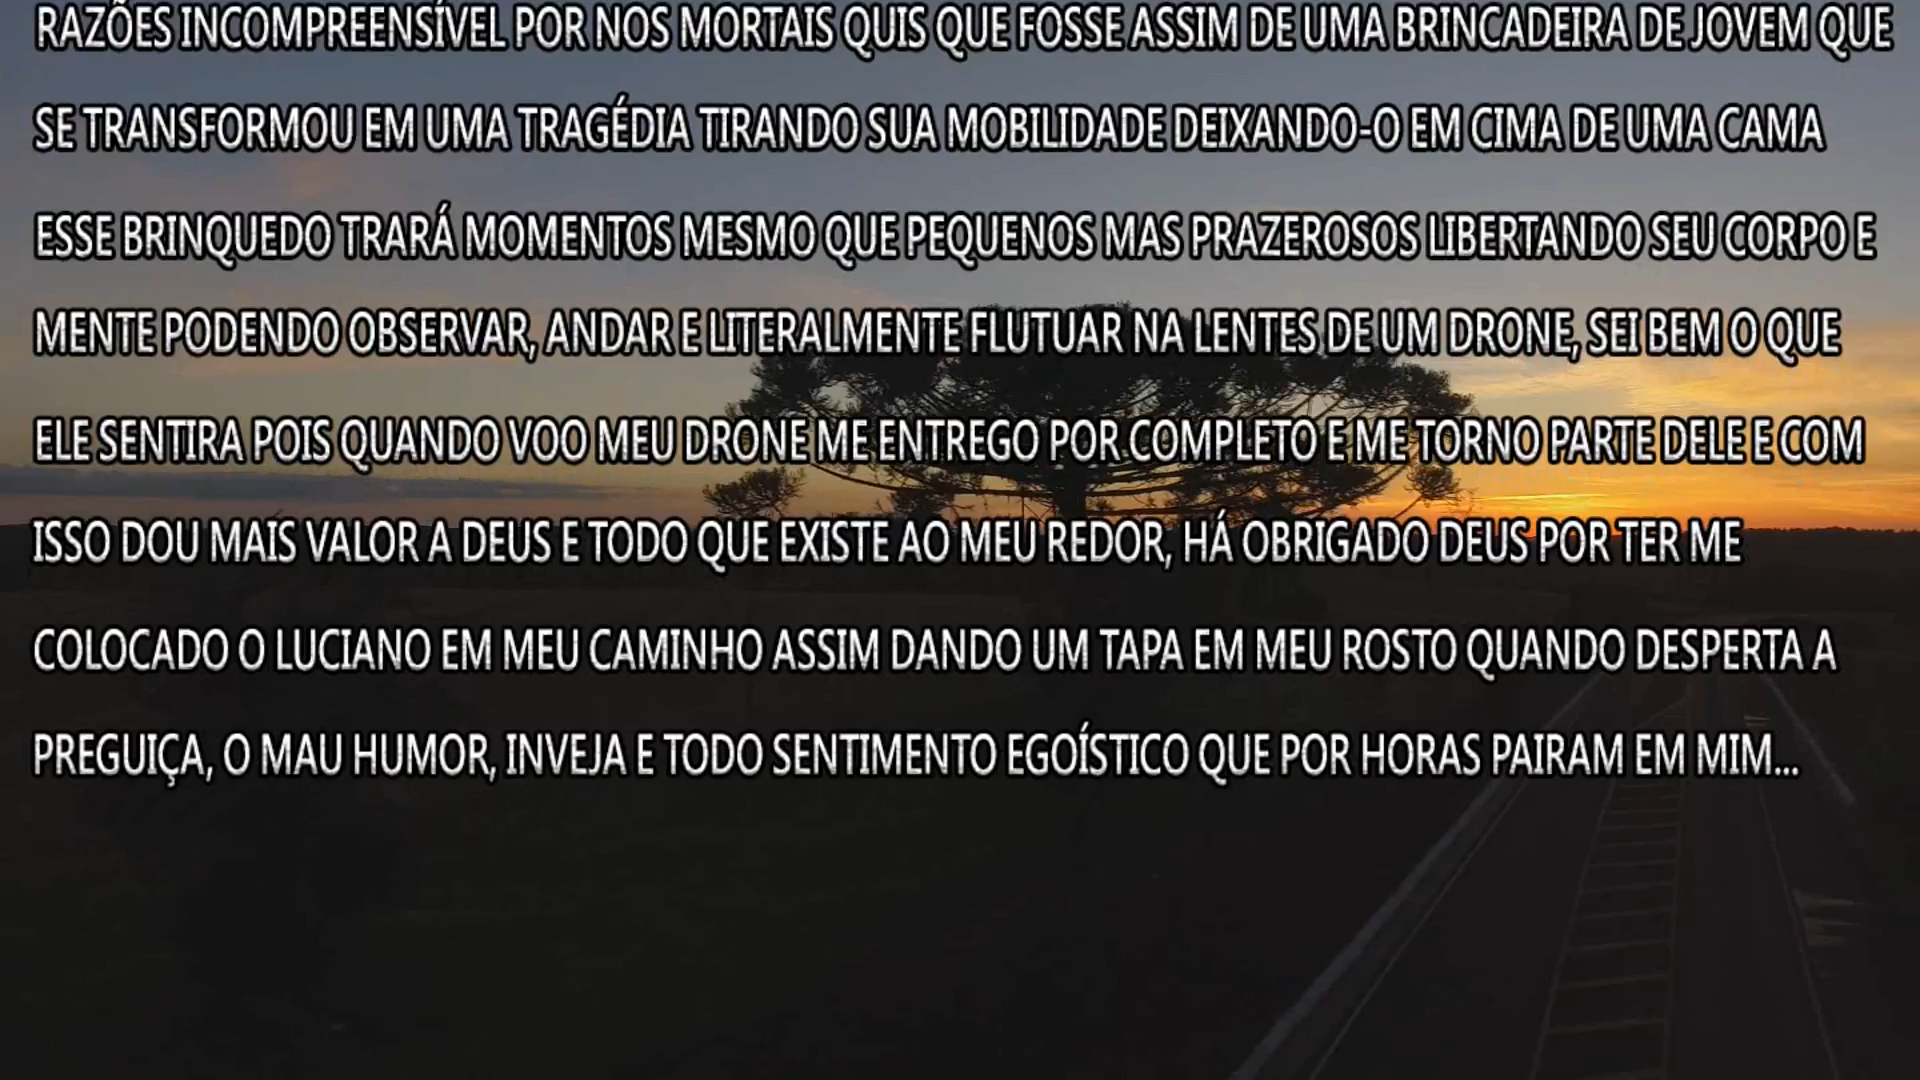 RAZÕES INCOMPREENSÍVEL POR NOS MORTAIS QUIS QUE FOSSE ASSIM DE UMA BRINCADEIRA DE JOVEM QUE
SE TRANSFORMOU EM UMA TRAGÉDIA TIRANDO SUA MOBILIDADE DEIXANDO-O EM CIMA DE UMA CAMA
ESSE BRINQUEDO TRARÁ MOMENTOS MESMO QUE PEQUENOS MAS PRAZEROSOS LIBERTANDO SEU CORPO E
MENTE PODENDO OBSERVAR, ANDAR E LITERALMENTE FLUTUAR NA LENTES DE UM DRONE, SEI BEM O QUE
ELE SENTIRA POIS QUANDO VOO MEU DRONE ME ENTREGO POR COMPLETO E ME TORNO PARTE DELE E COM
ISSO DOU MAIS VALOR A DEUS E TODO QUE EXISTE AO MEU REDOR, HÁ OBRIGADO DEUS POR TER ME
COLOCADO O LUCIANO EM MEU CAMINHO ASSIM DANDO UM TAPA EM MEU ROSTO QUANDO DESPERTA A
PREGUIÇA, O MAU HUMOR, INVEJA E TODO SENTIMENTO EGOÍSTICO QUE POR HORAS PAIRAM EM MIM...